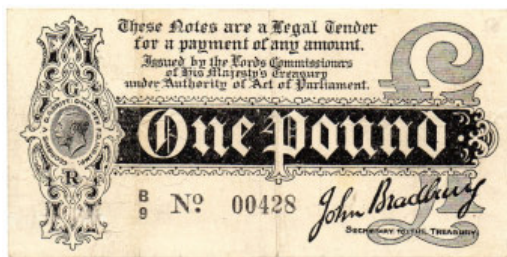 These Notes are a Legal Tender
for a payment of any amount.
Issued by the Lords Commissioners
of His Majesty's Treasury
under Authority of Act of Parliament.
G
R
£
One Pound
B
9
Nº 00428
John Bradbury
SECRETARY TO THE TREASURY.